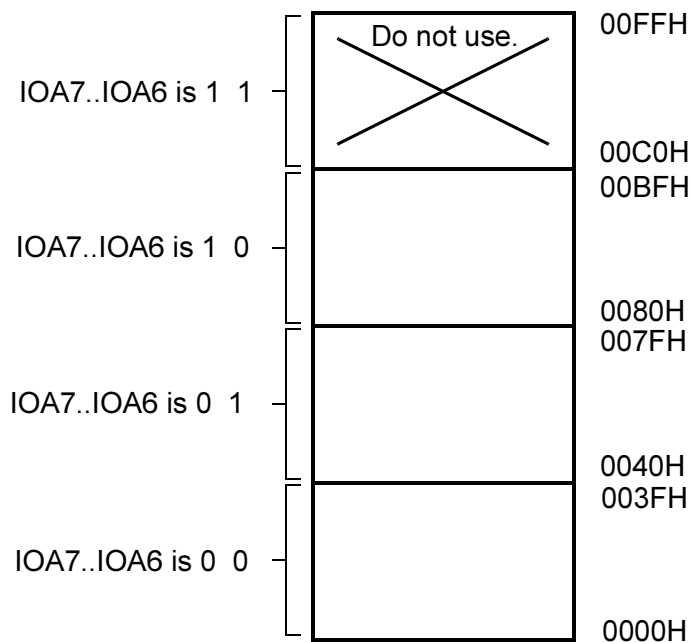 00FFH
Do not use.
IOA7..IOA6 is 1 1
00C0H
00BFH
IOA7..IOA6 is 1 0
0080H
007FH
IOA7..IOA6 is 0 1
0040H
003FH
IOA7..IOA6 is 0 0
0000H